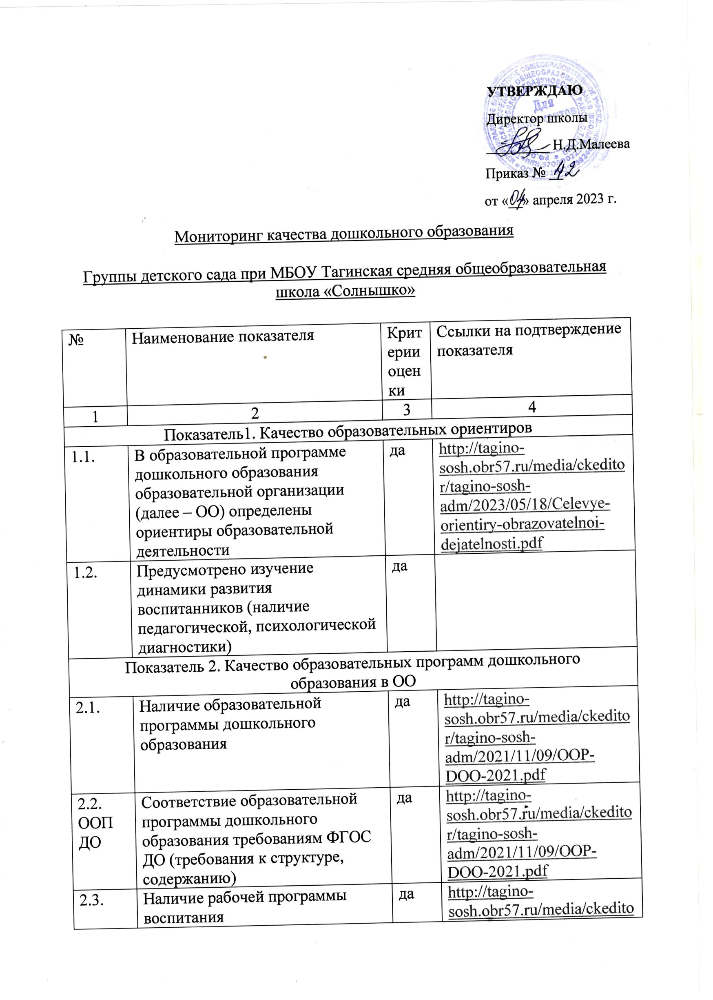 УТВЕРЖДАЮ
Для
Директор школы
Н.Д.Малеева
Приказ № 42
от «04» апреля 2023 г.
Мониторинг качества дошкольного образования
Группы детского сада при МБОУ Тагинская средняя общеобразовательная
школа «Солнышко»
№
Наименование показателя
Крит
ерии
оцен
ки
Ссылки на подтверждение
показателя
1
2
3
4
Показатель1. Качество образовательных ориентиров
1.1.
В образовательной программе
дошкольного образования
образовательной организации
(далее – ОО) определены
ориентиры образовательной
деятельности
да
http://tagino-
sosh.obr57.ru/media/ckedito
r/tagino-sosh-
adm/2023/05/18/Celevye-
orientiry-obrazovatelnoi-
dejatelnosti.pdf
1.2.
Предусмотрено изучение
динамики развития
воспитанников (наличие
педагогической, психологической
диагностики)
да
Показатель 2. Качество образовательных программ дошкольного
образования в ОО
2.1.
Наличие образовательной
программы дошкольного
образования
да
http://tagino-
sosh.obr57.ru/media/ckedito
r/tagino-sosh-
adm/2021/11/09/OOP-
DOO-2021.pdf
2.2.
ООП
ДО
Соответствие образовательной
программы дошкольного
образования требованиям ФГОС
ДО (требования к структуре,
содержанию)
да
http://tagino-
sosh.obr57.ru/media/ckedito
r/tagino-sosh-
adm/2021/11/09/OOP-
DOO-2021.pdf
2.3.
Наличие рабочей программы
воспитания
да
http://tagino-
sosh.obr57.ru/media/ckedito